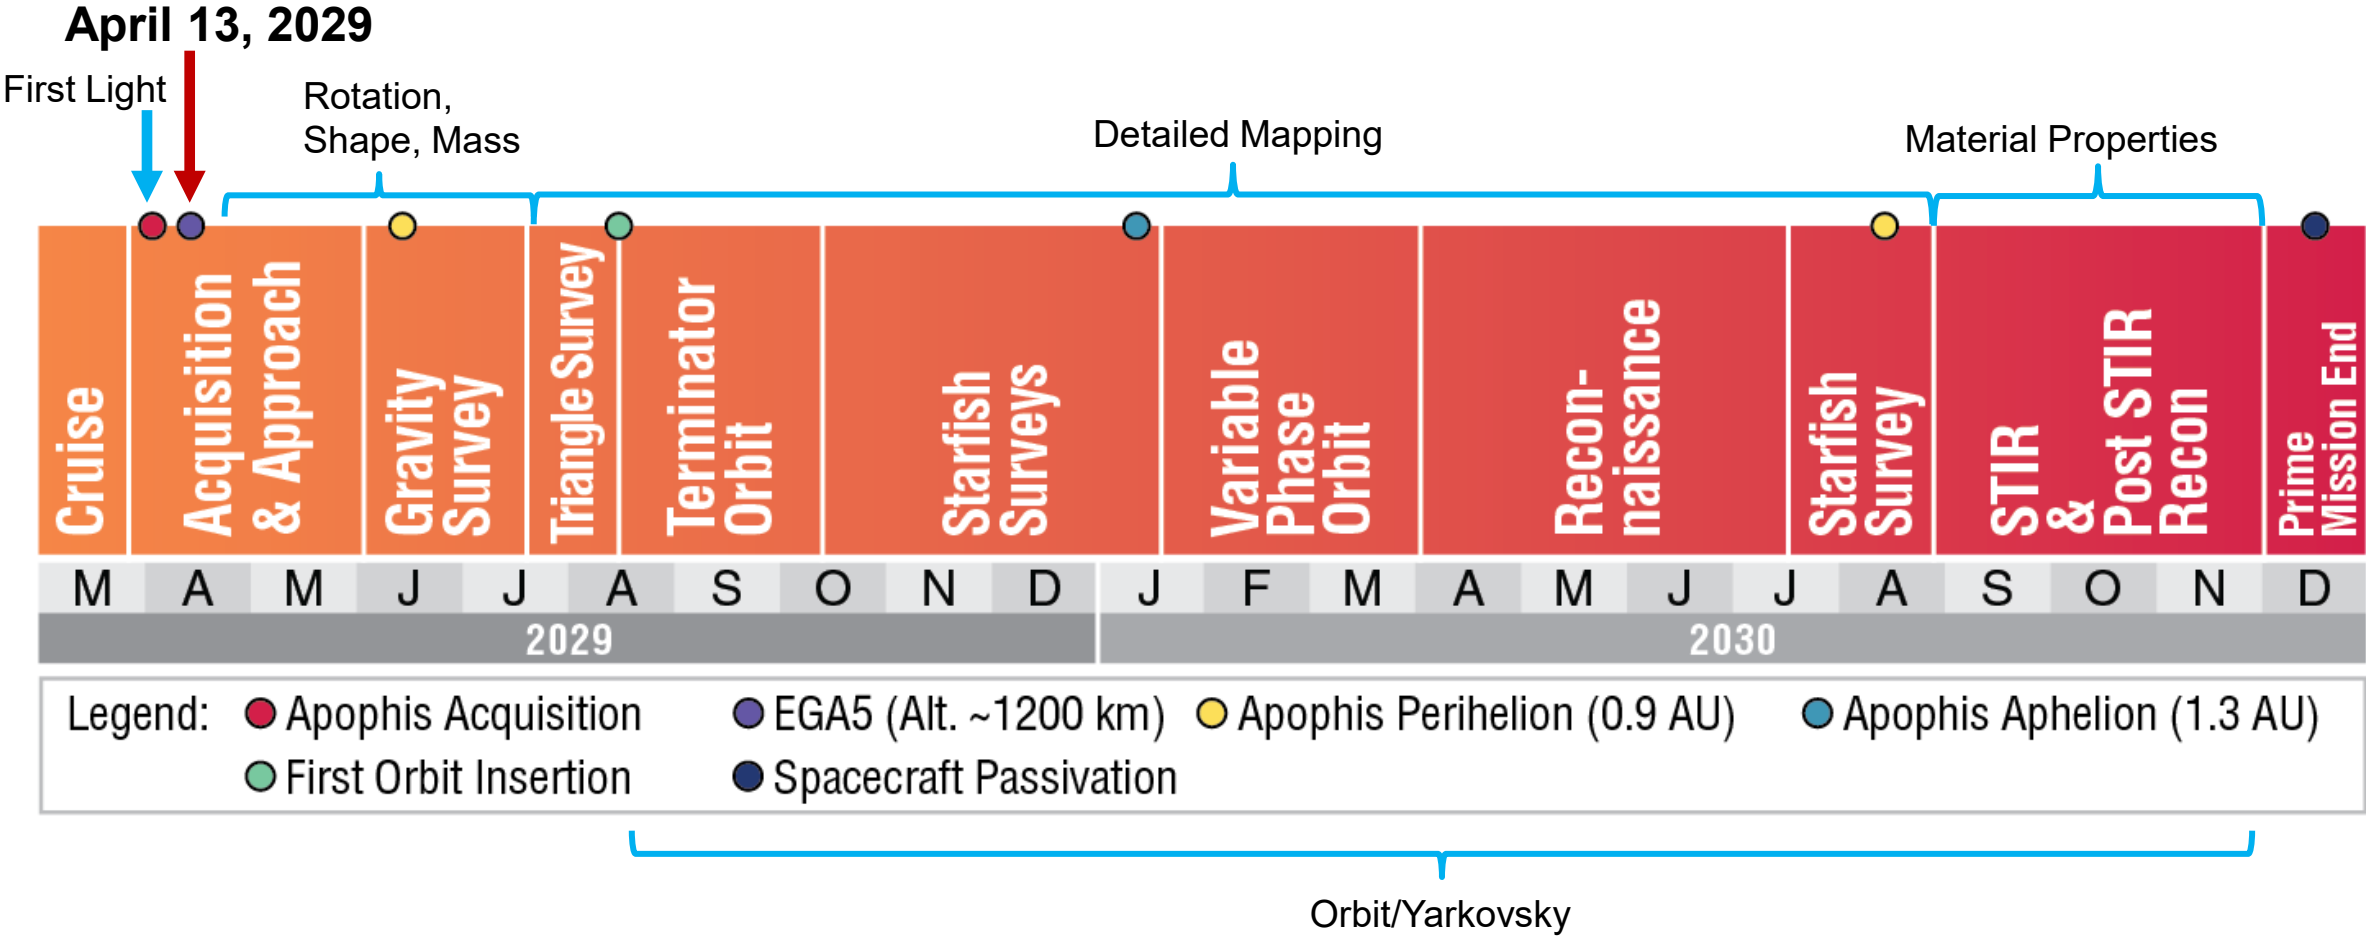 April 13, 2029
First Light
Rotation,
Shape, Mass
Detailed Mapping
Material Properties
Cruise
Acquisition
& Approach
Gravity
Survey
Triangle Survey
Terminator
Orbit
Starfish
Surveys
Variable
Phase
Orbit
Recon-
naissance
Starfish
Survey
STIR
&
Post STIR
Recon
Prime
Mission End
M A M J J A S O N D J F M A M J J A S O N D
2029 2030
Legend: Apophis Acquisition EGA5 (Alt. ~1200 km) Apophis Perihelion (0.9 AU) Apophis Aphelion (1.3 AU)
First Orbit Insertion Spacecraft Passivation
Orbit/Yarkovsky